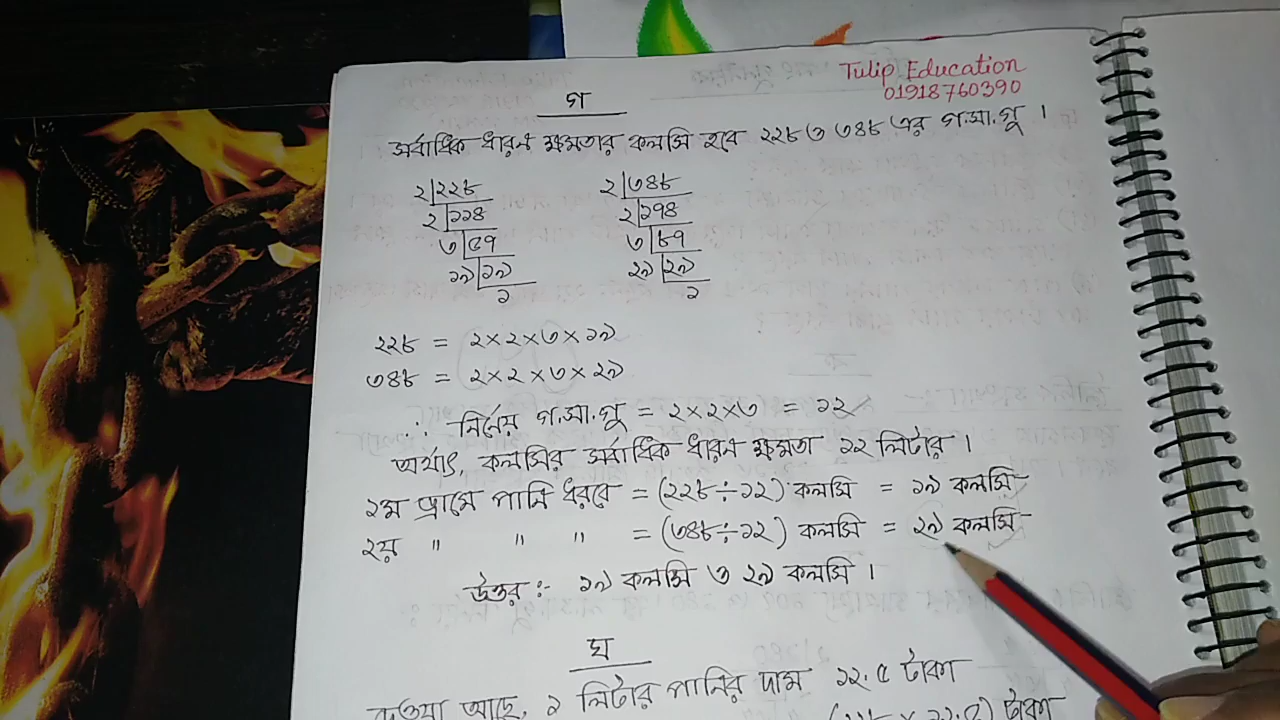 Tulip Education
01918760390
গ
সর্বাধিক ধারন ক্ষমতার কলসি হবে ২২৮ ও ৩৪৮ এর গ.সা.গু ।
২|২২৮ ২|৩৪৮
২|১১৪ ২|১৭৪
৩|৫৭ ৩|৮৭
১৯|১৯ ২৯|২৯
১ ১
২২৮ = ২×২×৩×১৯
৩৪৮ = ২×২×৩×২৯
∴ নির্নেয় গ.সা.গু = ২×২×৩ = ১২
অর্থাৎ, কলসির সর্বাধিক ধারন ক্ষমতা ১২ লিটার ।
১ম ড্রামে পানি ধরবে = (২২৮÷১২) কলসি = ১৯ কলসি
২য় " " " = (৩৪৮÷১২) কলসি = ২৯ কলসি
উত্তর :- ১৯ কলসি ও ২৯ কলসি ।
ঘ
দেওয়া আছে, ১ লিটার পানির দাম ১২.৫ টাকা
টাকা